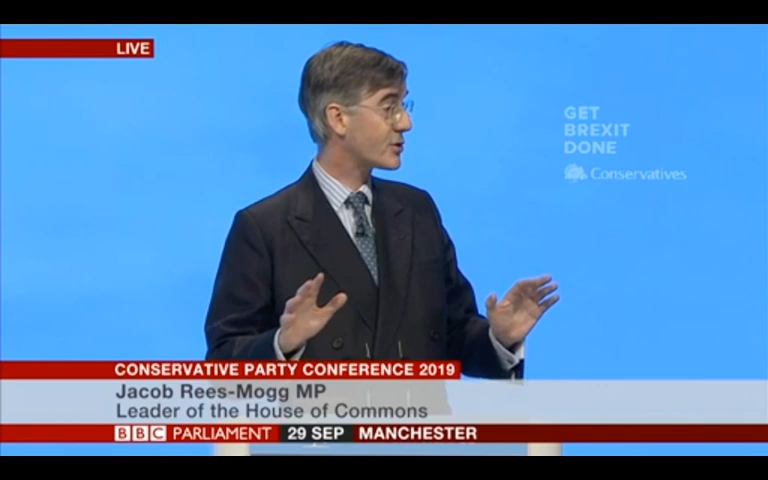 LIVE
GET
BREXIT
DONE
Conservatives
CONSERVATIVE PARTY CONFERENCE 2019
Jacob Rees-Mogg MP
Leader of the House of Commons
BBC PARLIAMENT 29 SEP MANCHESTER